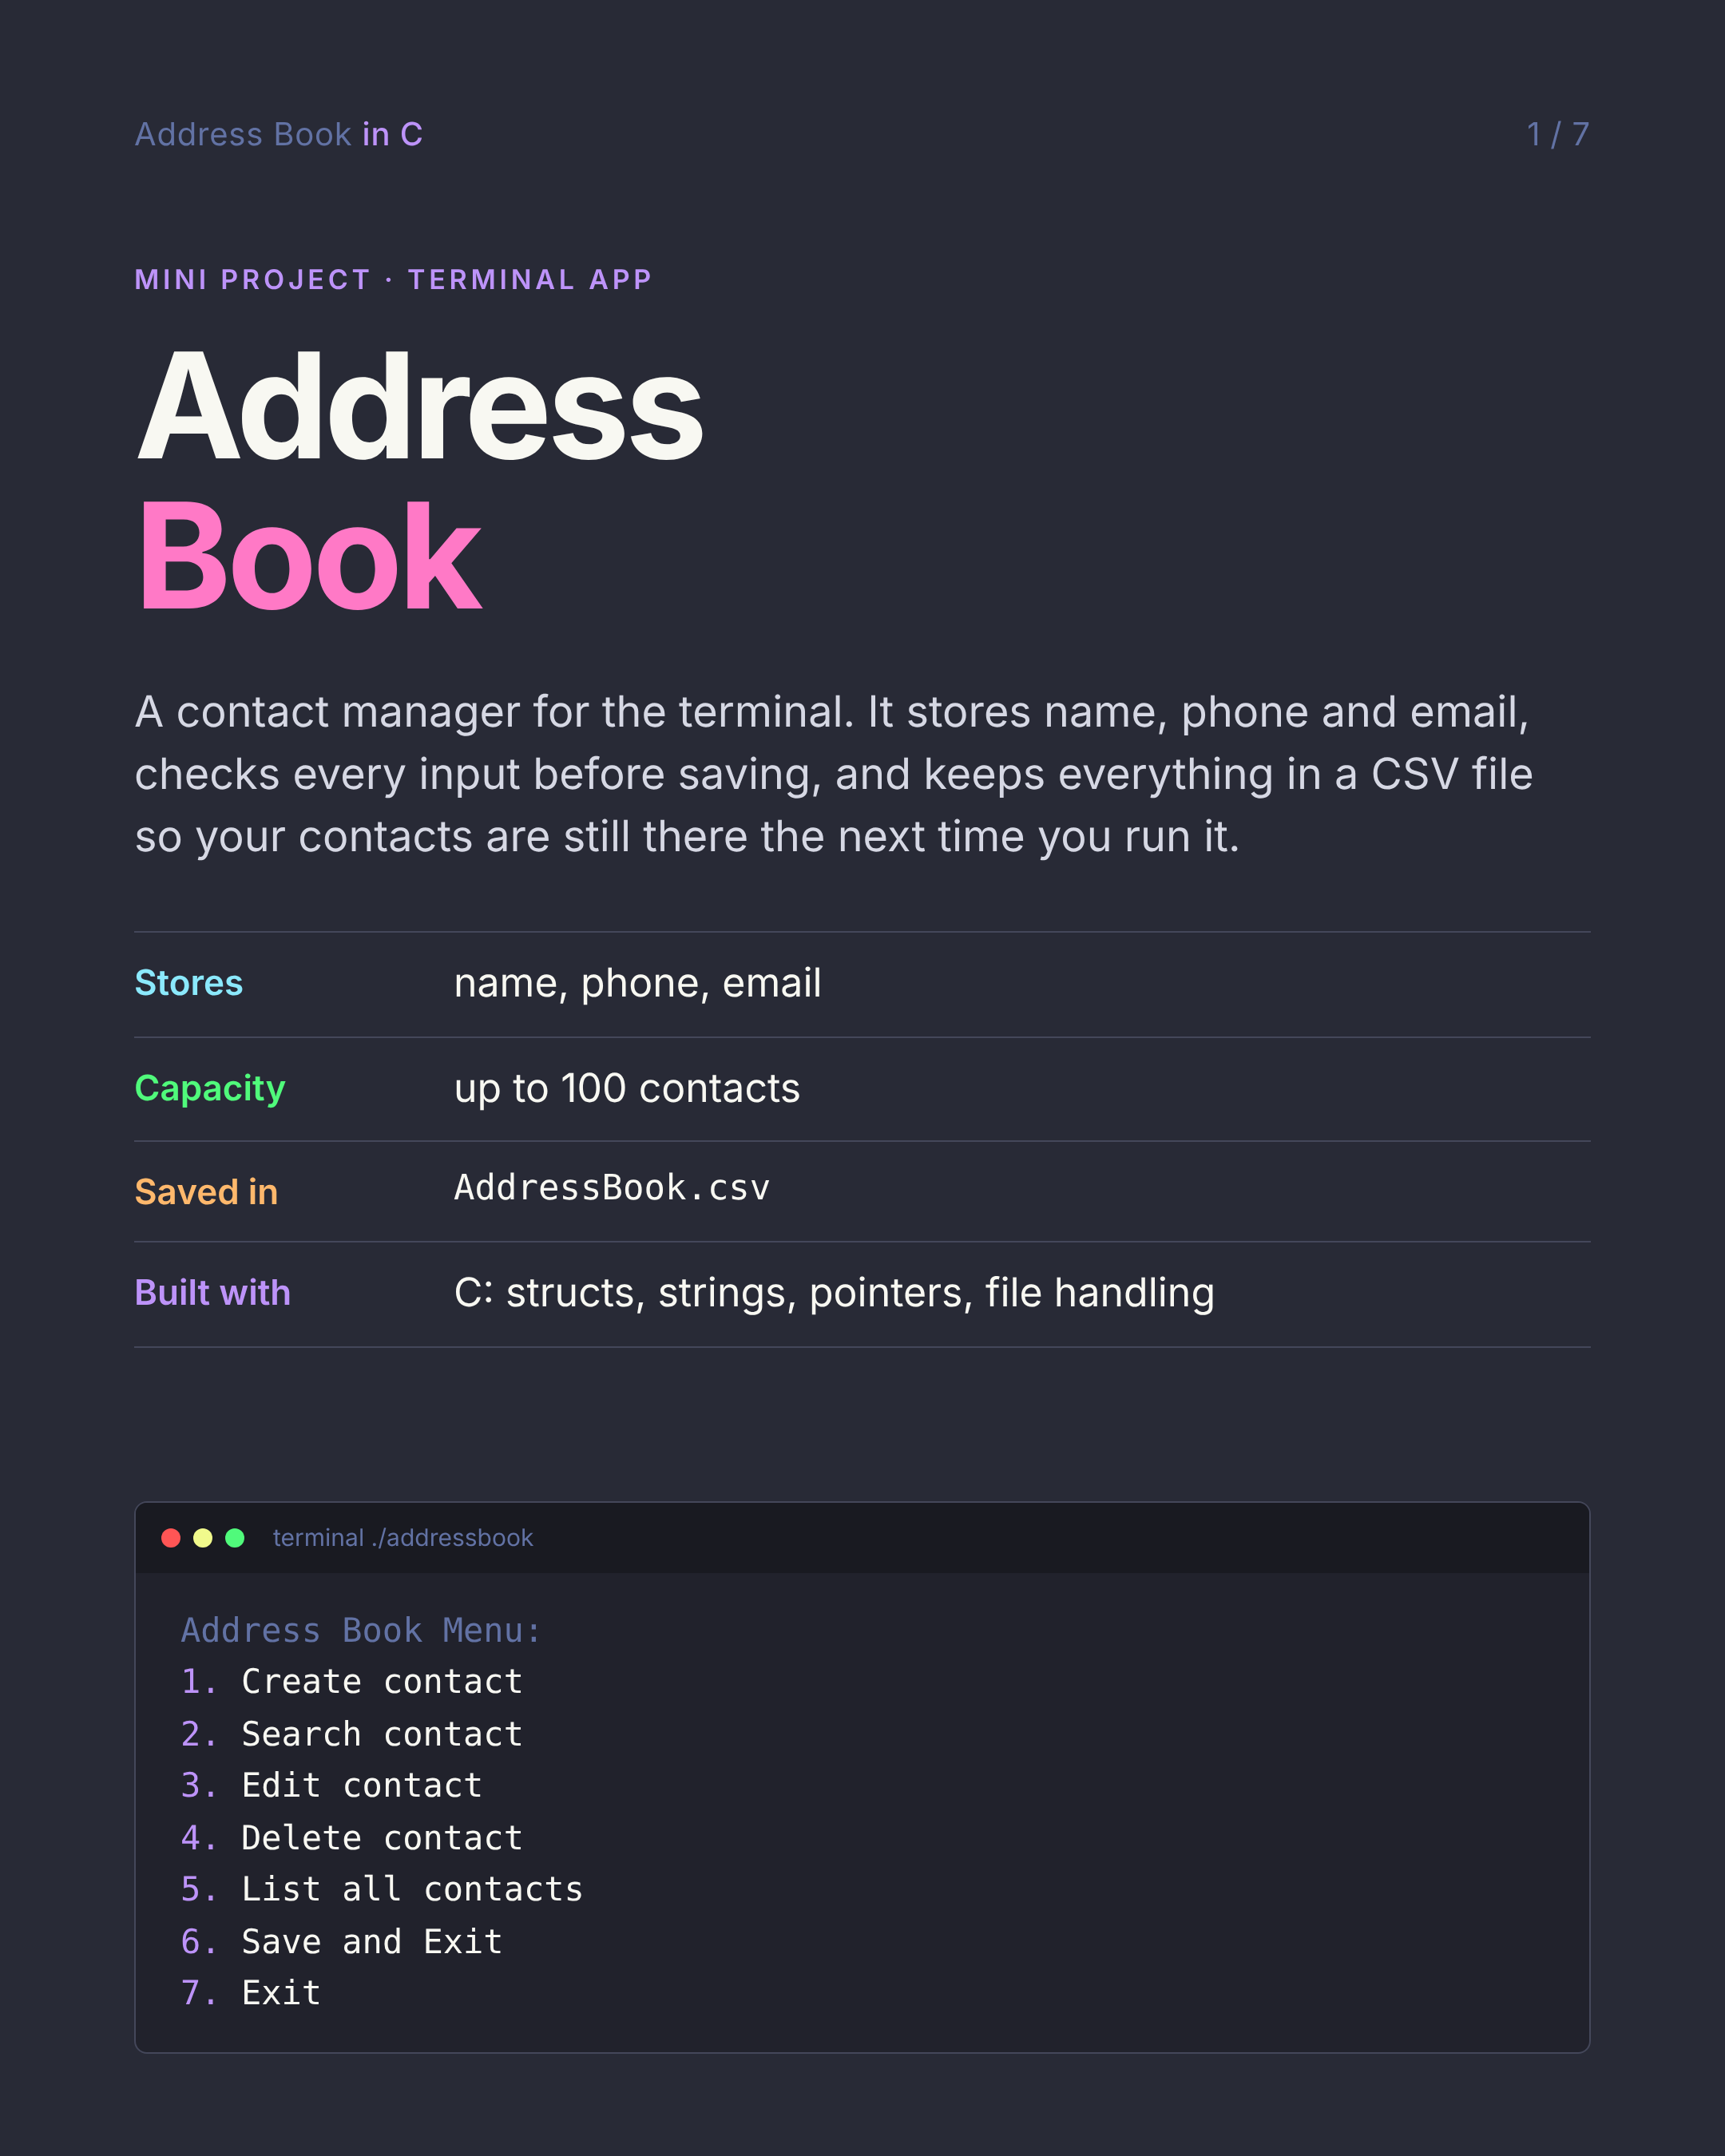 Address Book in C
1 / 7
MINI PROJECT · TERMINAL APP
Address
Book
A contact manager for the terminal. It stores name, phone and email,
checks every input before saving, and keeps everything in a CSV file
so your contacts are still there the next time you run it.
Stores name, phone, email
Capacity up to 100 contacts
Saved in AddressBook.csv
Built with C: structs, strings, pointers, file handling
terminal ./addressbook
Address Book Menu:
1. Create contact
2. Search contact
3. Edit contact
4. Delete contact
5. List all contacts
6. Save and Exit
7. Exit